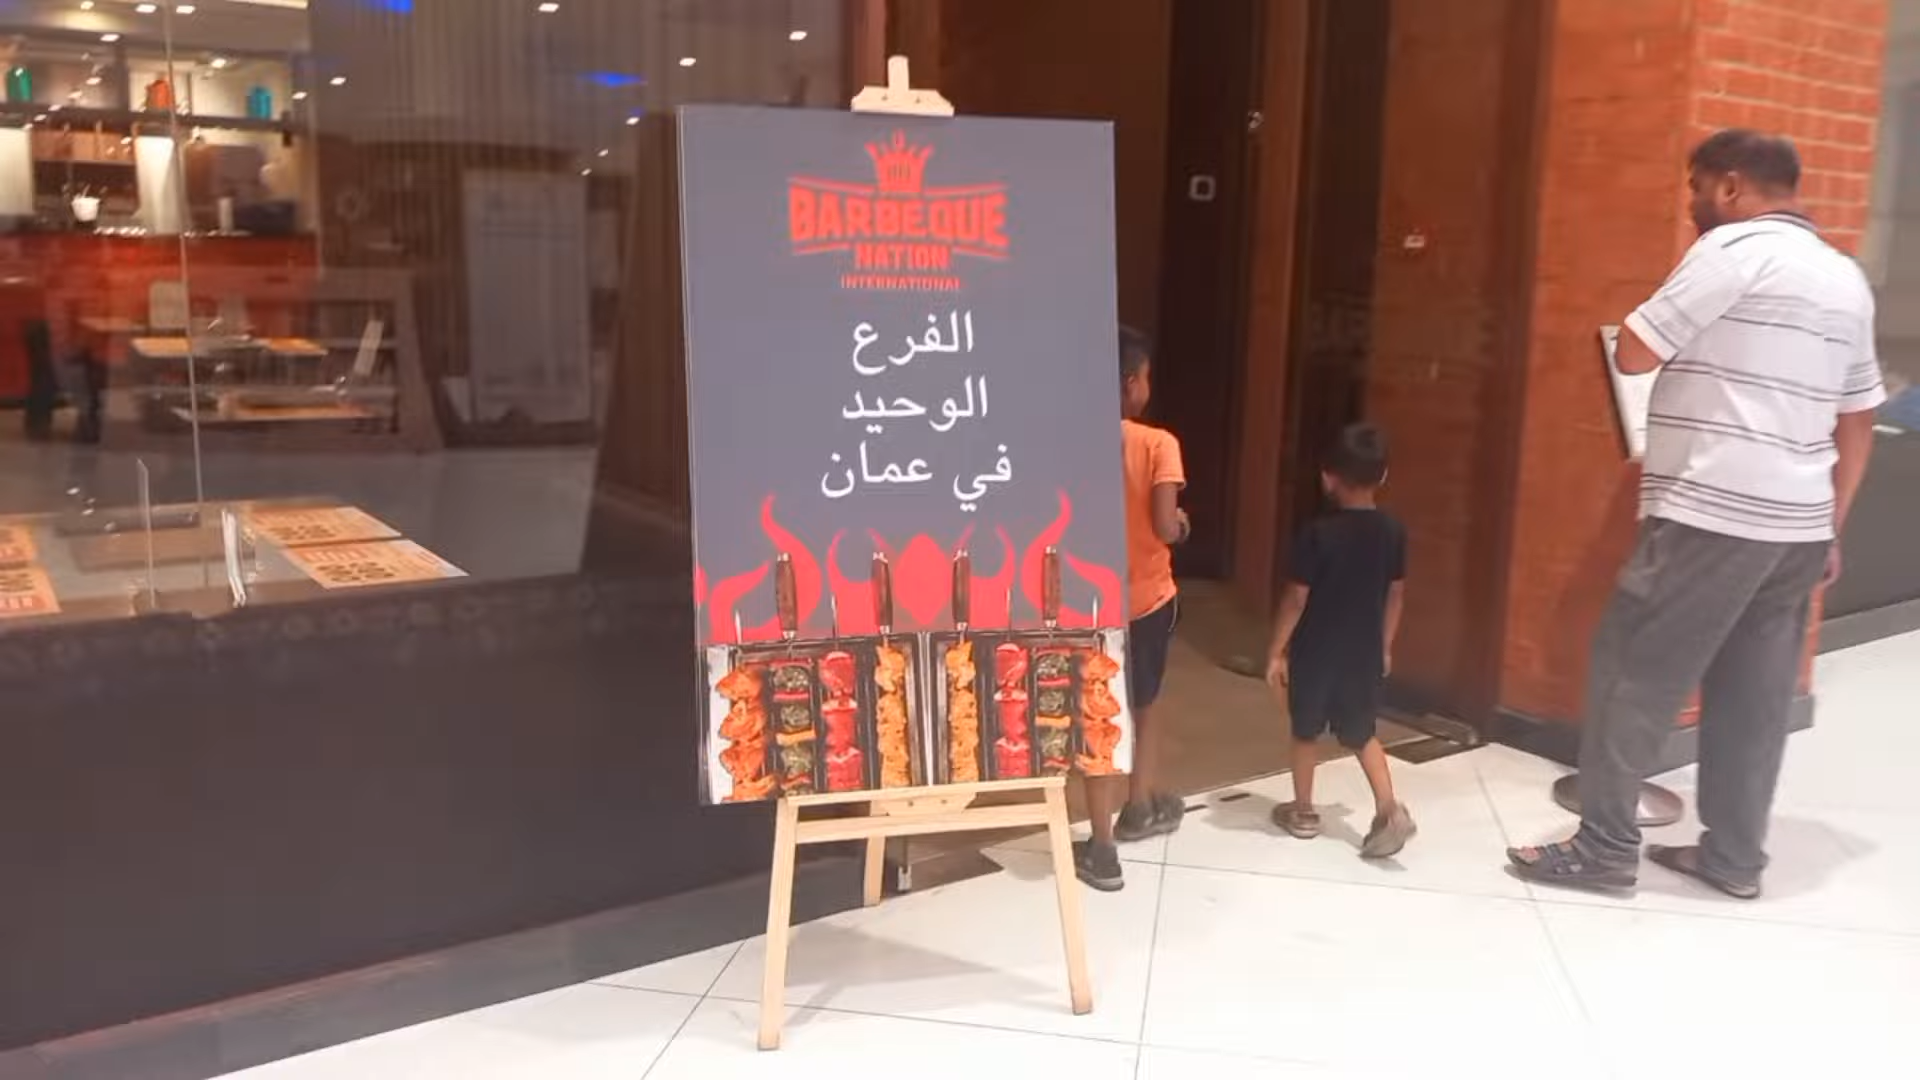 BARBEQUE
NATION
INTERNATIONAL
الفرع
الوحيد
في عمان